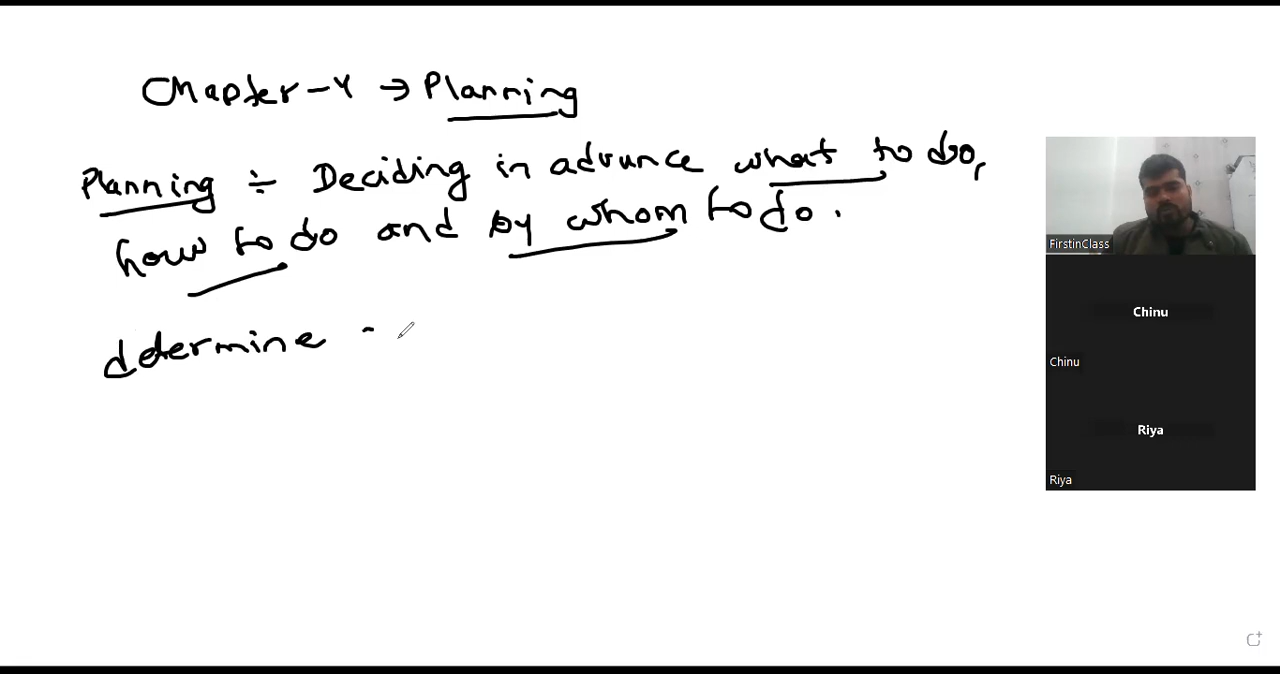 Chapter-4 → Planning
Planning ÷ Deciding in advance what to do,
how to do and by whom to do.
determine -
FirstinClass
Chinu
Chinu
Riya
Riya